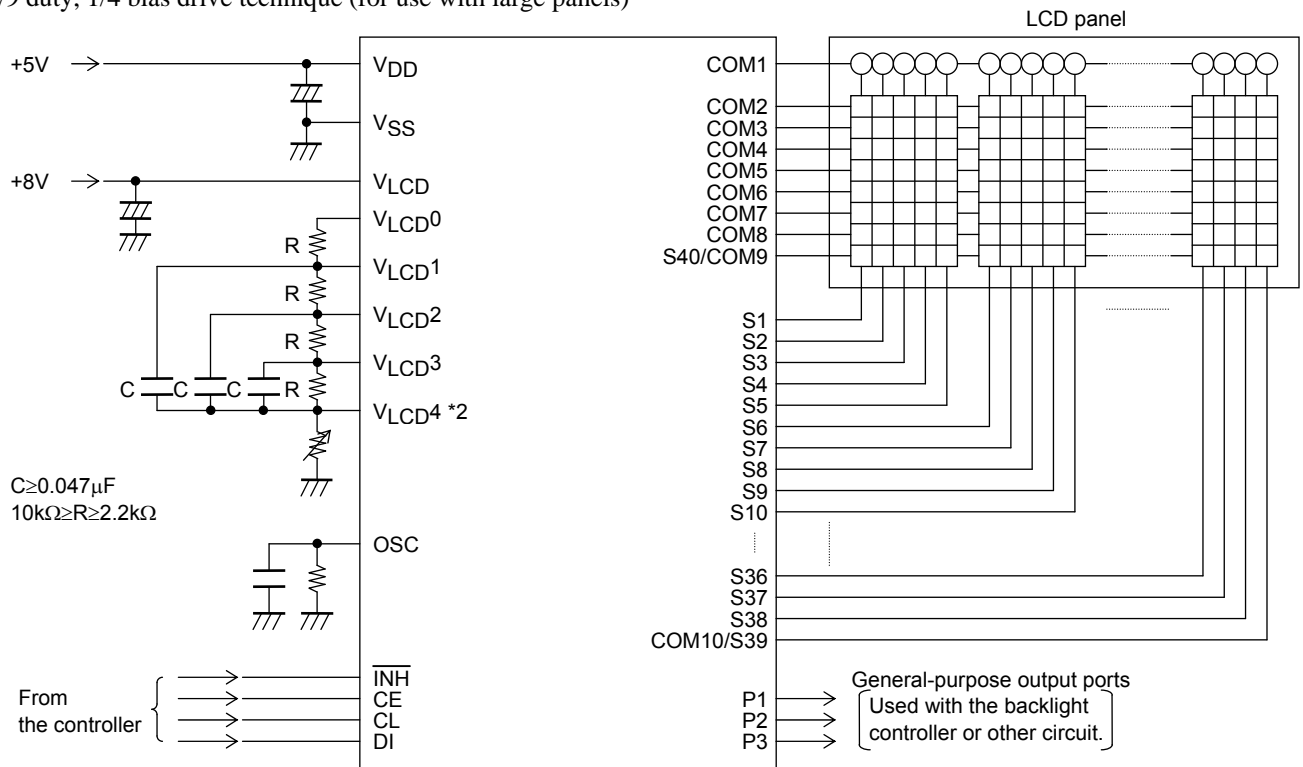 /9 duty, 1/4 bias drive technique (for use with large panels)
LCD panel
+5V
VDD
VSS
+8V
VLCD
VLCD0
R
VLCD1
R
VLCD2
R
VLCD3
C
C
C
R
VLCD4 *2
C≥0.047μF
10kΩ≥R≥2.2kΩ
OSC
From
the controller
INH
CE
CL
DI
COM1
COM2
COM3
COM4
COM5
COM6
COM7
COM8
S40/COM9
S1
S2
S3
S4
S5
S6
S7
S8
S9
S10
S36
S37
S38
COM10/S39
P1
P2
P3
General-purpose output ports
Used with the backlight
controller or other circuit.